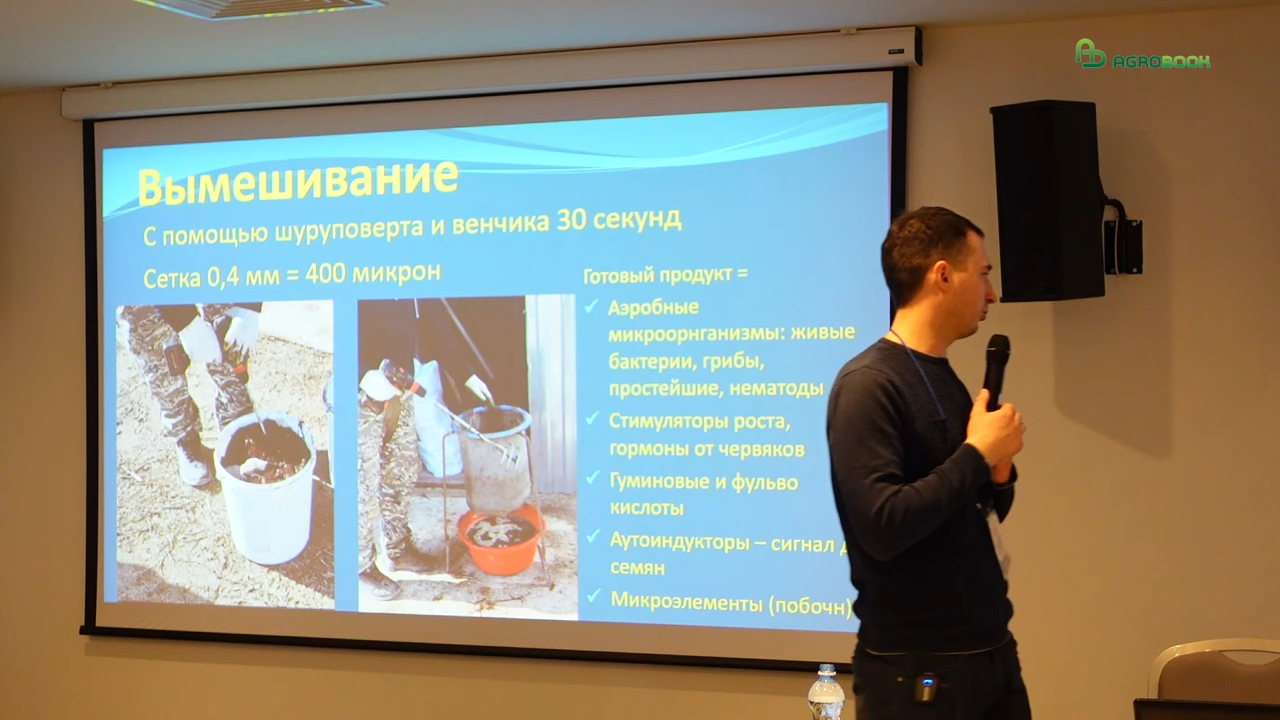 AGROBOOK
Вымешивание
С помощью шуруповерта и венчика 30 секунд
Сетка 0,4 мм = 400 микрон
Готовый продукт =
✓ Аэробные
микроорнганизмы: живые
бактерии, грибы,
простейшие, нематоды
✓ Стимуляторы роста,
гормоны от червяков
✓ Гуминовые и фульво
кислоты
✓ Аутоиндукторы – сигнал
семян
✓ Микроэлементы (побочн)